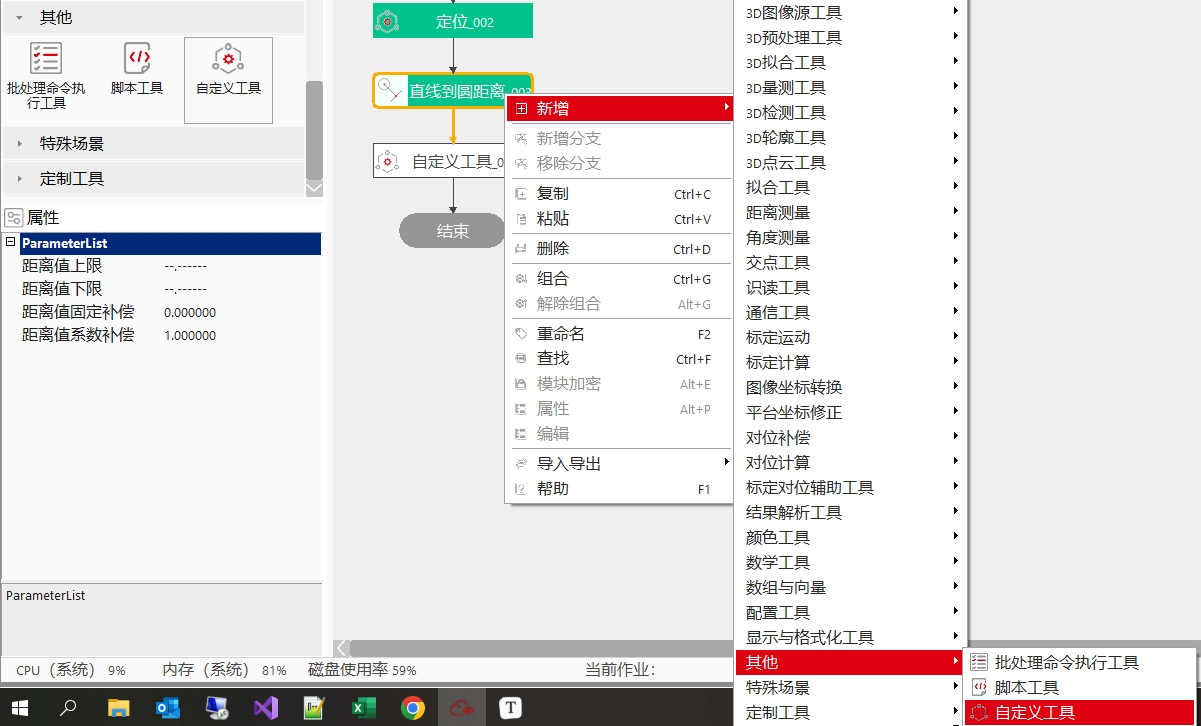 其他
批处理命令执
行工具
脚本工具
自定义工具
特殊场景
定制工具
属性
ParameterList
距离值上限 --.------
距离值下限 --.------
距离值固定补偿 0.000000
距离值系数补偿 1.000000
ParameterList
定位_002
直线到圆距离_002
自定义工具_0
结束
新增
新增分支
移除分支
复制 Ctrl+C
粘贴 Ctrl+V
删除 Ctrl+D
组合 Ctrl+G
解除组合 Alt+G
重命名 F2
查找 Ctrl+F
模块加密 Alt+E
属性 Alt+P
编辑
导入导出
帮助 F1
3D图像源工具
3D预处理工具
3D拟合工具
3D量测工具
3D检测工具
3D轮廓工具
3D点云工具
拟合工具
距离测量
角度测量
交点工具
识读工具
通信工具
标定运动
标定计算
图像坐标转换
平台坐标修正
对位补偿
对位计算
标定对位辅助工具
结果解析工具
颜色工具
数学工具
数组与向量
配置工具
显示与格式化工具
其他
特殊场景
定制工具
批处理命令执行工具
脚本工具
自定义工具
CPU（系统） 9% 内存（系统） 81% 磁盘使用率 59% 当前作业：